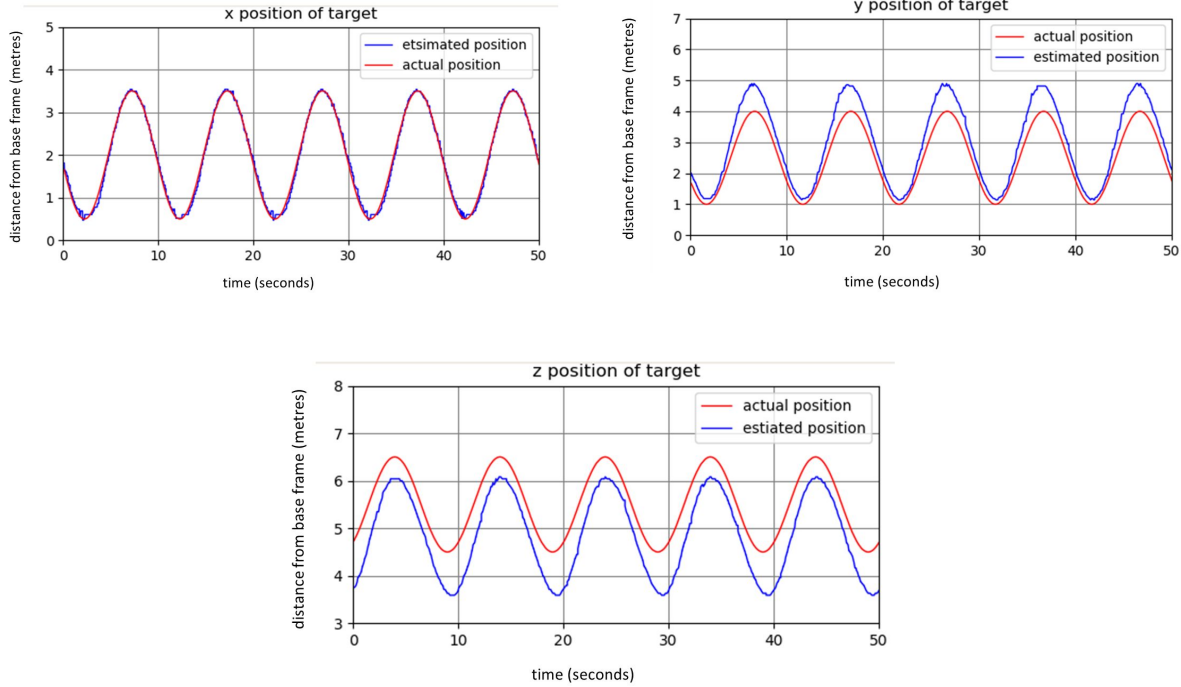 x position of target
distance from base frame (metres)
5
4
3
2
1
0
etsimated position
actual position
0 10 20 30 40 50
time (seconds)
y position of target
distance from base frame (metres)
7
6
5
4
3
2
1
0
actual position
estimated position
0 10 20 30 40 50
time (seconds)
z position of target
distance from base frame (metres)
8
7
6
5
4
3
actual position
estiated position
0 10 20 30 40 50
time (seconds)